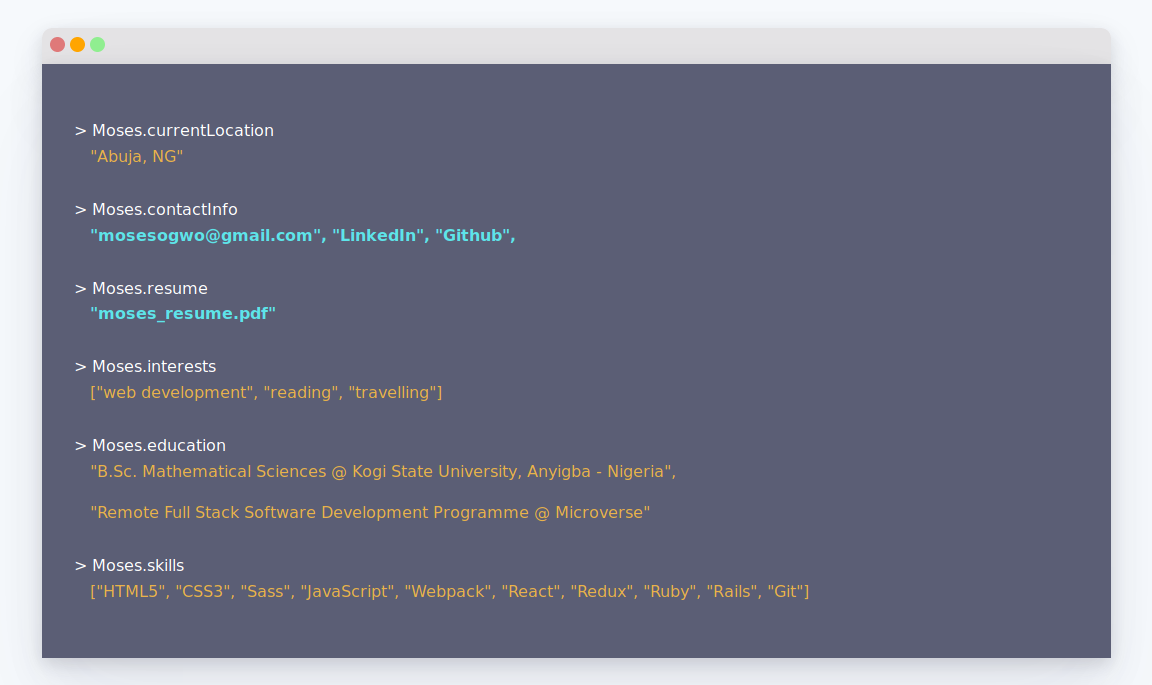 > Moses.currentLocation
"Abuja, NG"
> Moses.contactInfo
"mosesogwo@gmail.com", "LinkedIn", "Github",
> Moses.resume
"moses_resume.pdf"
> Moses.interests
["web development", "reading", "travelling"]
> Moses.education
"B.Sc. Mathematical Sciences @ Kogi State University, Anyigba - Nigeria",
"Remote Full Stack Software Development Programme @ Microverse"
> Moses.skills
["HTML5", "CSS3", "Sass", "JavaScript", "Webpack", "React", "Redux", "Ruby", "Rails", "Git"]